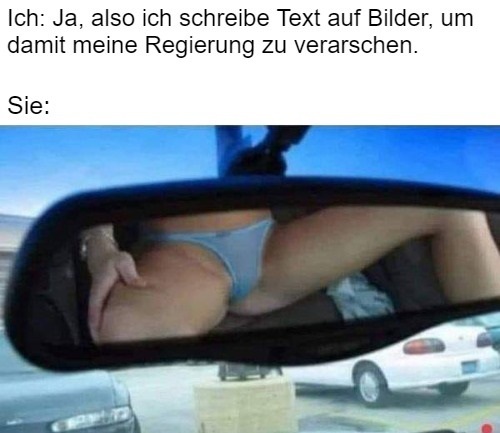 Ich: Ja, also ich schreibe Text auf Bilder, um
damit meine Regierung zu verarschen.
Sie: